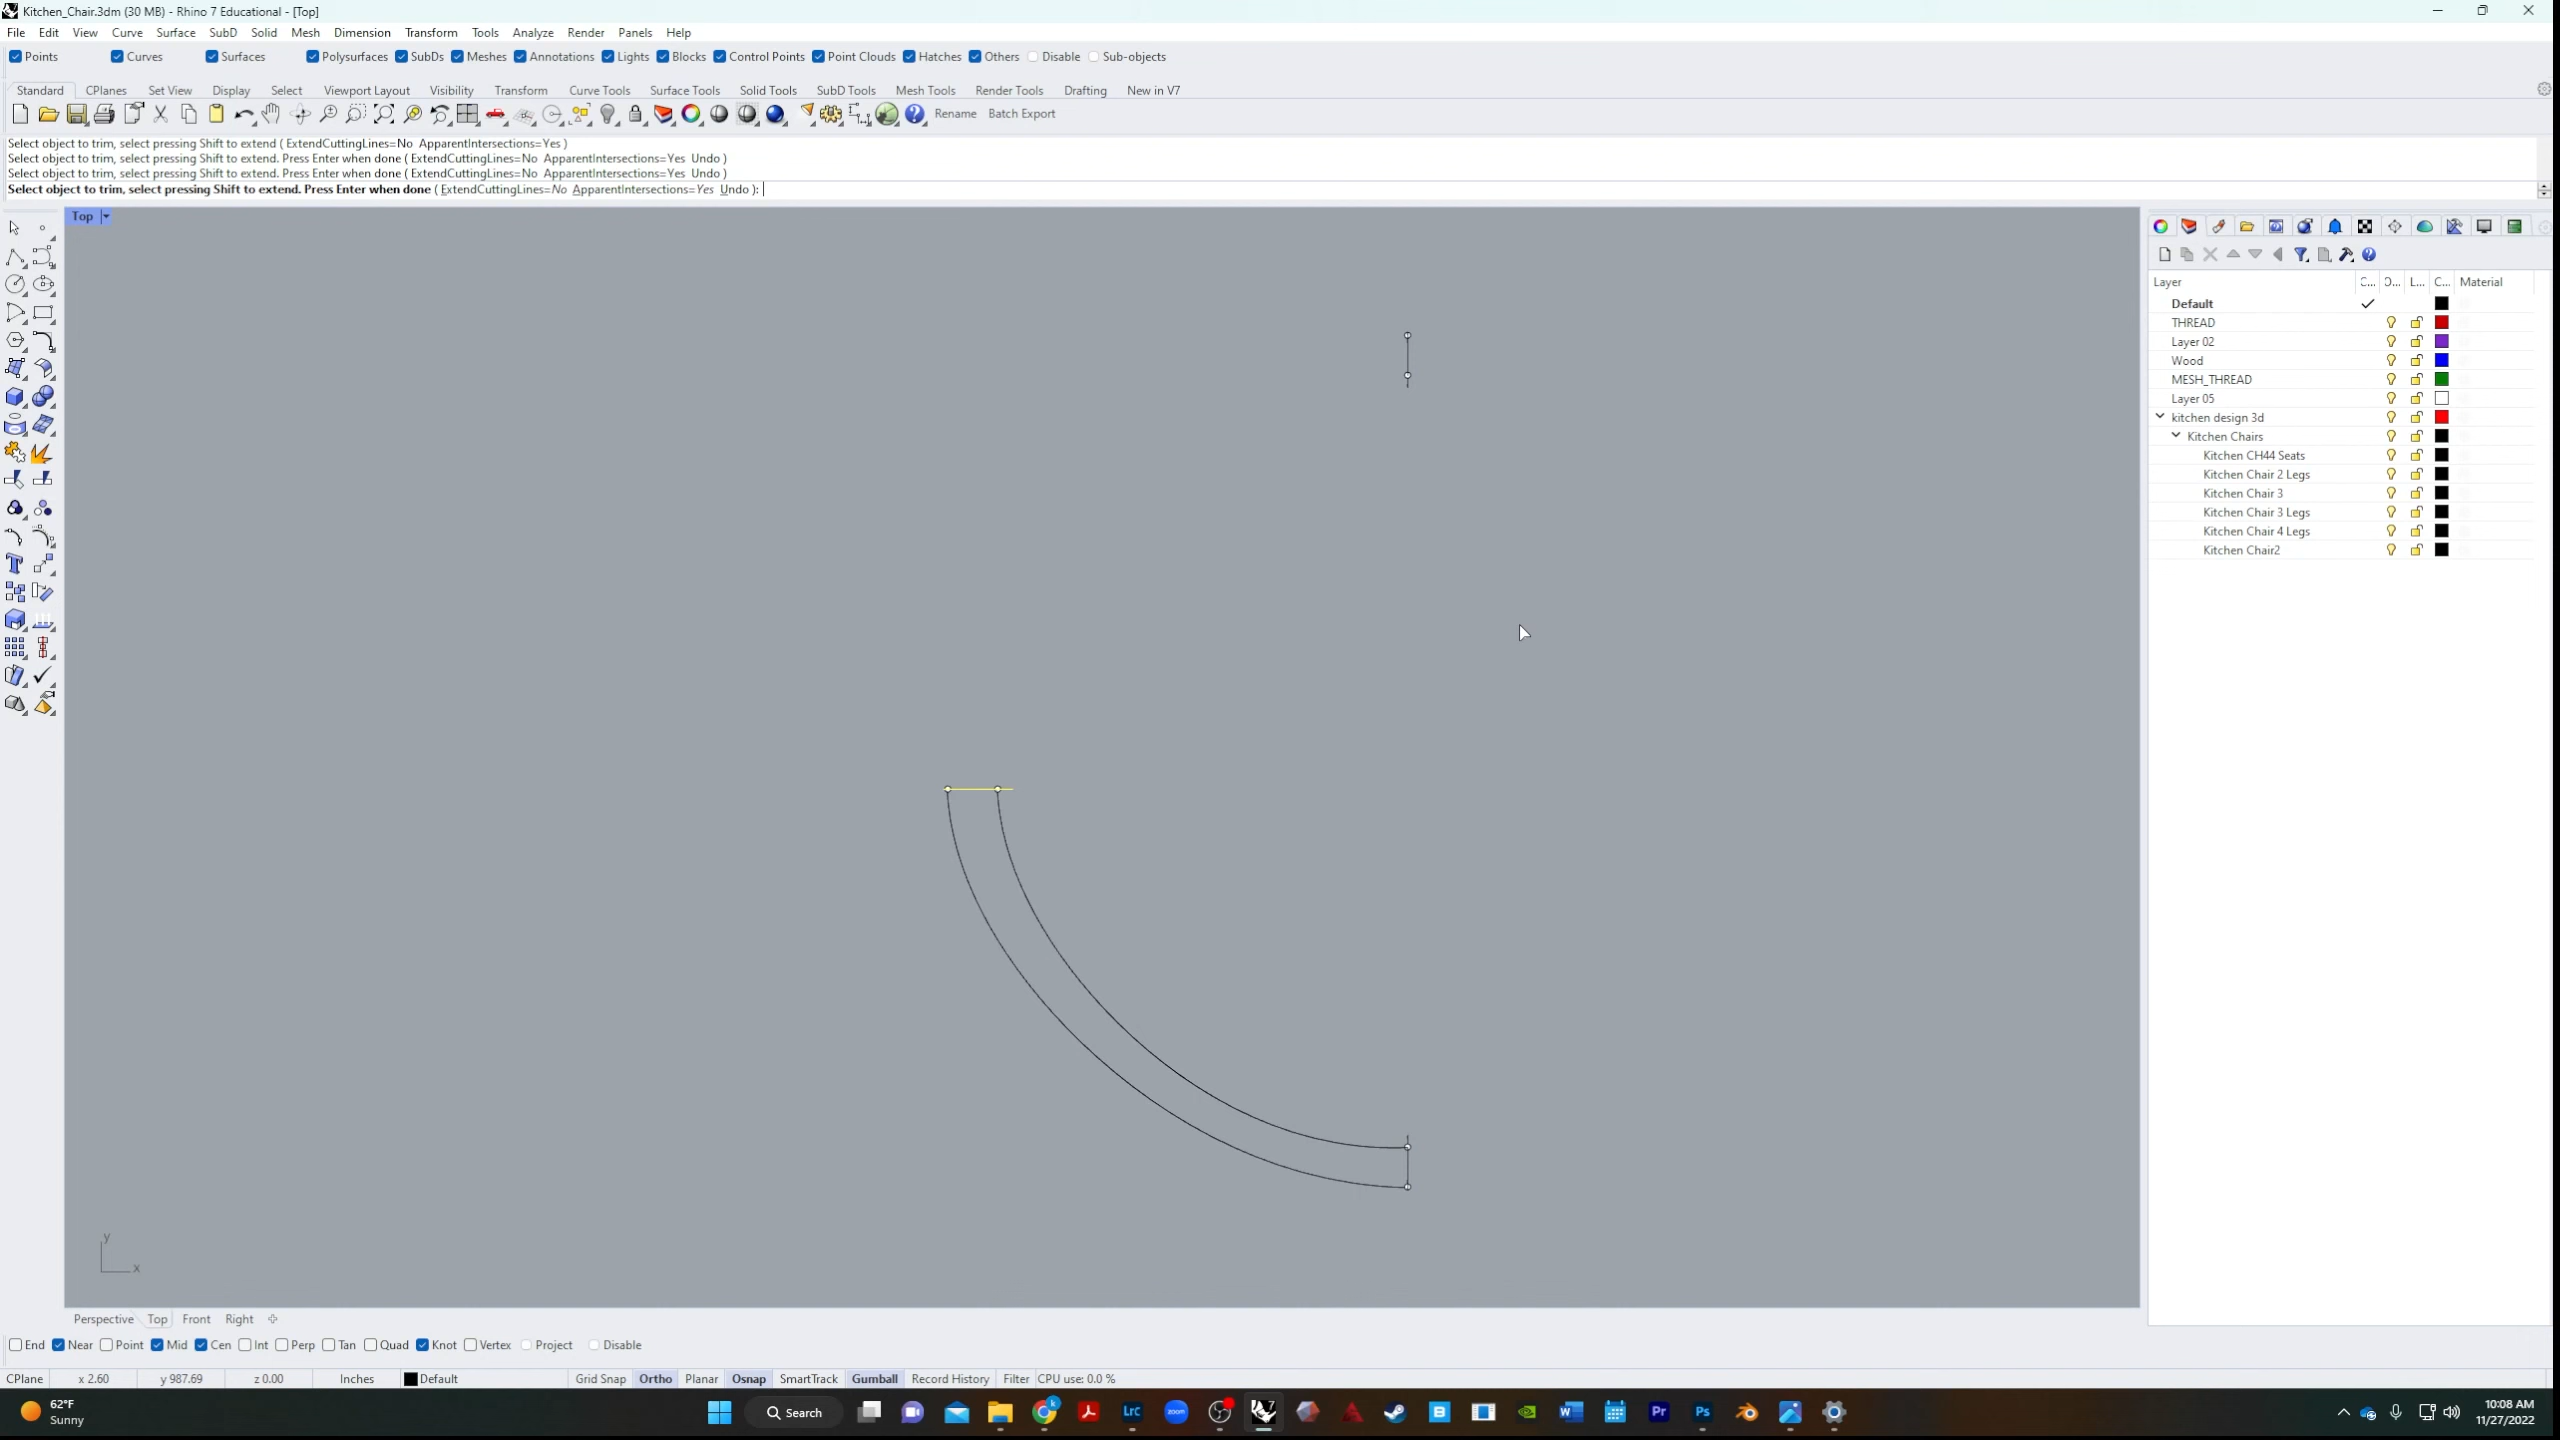 Kitchen_Chair.3dm (30 MB) - Rhino 7 Educational - [Top]
File Edit View Curve Surface SubD Solid Mesh Dimension Transform Tools Analyze Render Panels Help
Points Curves Surfaces Polysurfaces SubDs Meshes Annotations Lights Blocks Control Points Point Clouds Hatches Others Disable Sub-objects
Standard CPlanes Set View Display Select Viewport Layout Visibility Transform Curve Tools Surface Tools Solid Tools SubD Tools Mesh Tools Render Tools Drafting New in V7
Rename Batch Export
Select object to trim, select pressing Shift to extend ( ExtendCuttingLines=No ApparentIntersections=Yes )
Select object to trim, select pressing Shift to extend. Press Enter when done ( ExtendCuttingLines=No ApparentIntersections=Yes Undo )
Select object to trim, select pressing Shift to extend. Press Enter when done ( ExtendCuttingLines=No ApparentIntersections=Yes Undo )
Select object to trim, select pressing Shift to extend. Press Enter when done ( ExtendCuttingLines=No ApparentIntersections=Yes Undo ):
Top
Layer C... O... L... C... Material
Default
THREAD
Layer 02
Wood
MESH_THREAD
Layer 05
kitchen design 3d
Kitchen Chairs
Kitchen CH44 Seats
Kitchen Chair 2 Legs
Kitchen Chair 3
Kitchen Chair 3 Legs
Kitchen Chair 4 Legs
Kitchen Chair2
y
x
Perspective Top Front Right
End Near Point Mid Cen Int Perp Tan Quad Knot Vertex Project Disable
CPlane x 2.60 y 987.69 z 0.00 Inches Default Grid Snap Ortho Planar Osnap SmartTrack Gumball Record History Filter CPU use: 0.0 %
62°F
Sunny
Search
LrC
zoom
Pr
Ps
10:08 AM
11/27/2022